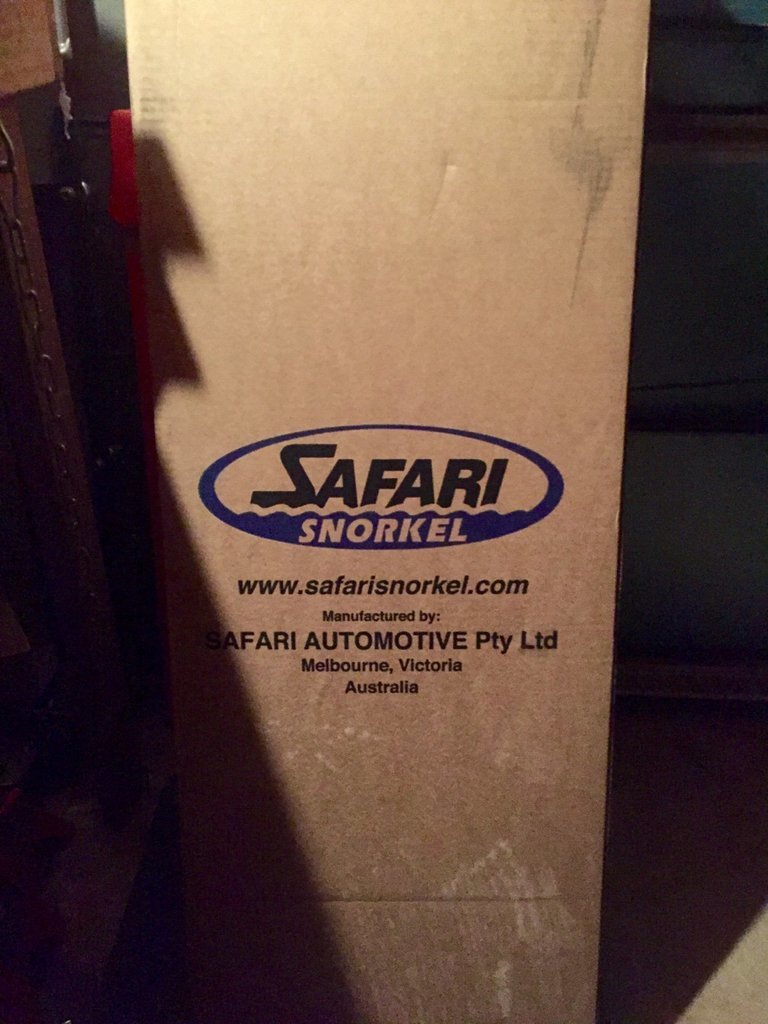 SAFARI
SNORKEL
www.safarisnorkel.com
Manufactured by:
SAFARI AUTOMOTIVE Pty Ltd
Melbourne, Victoria
Australia